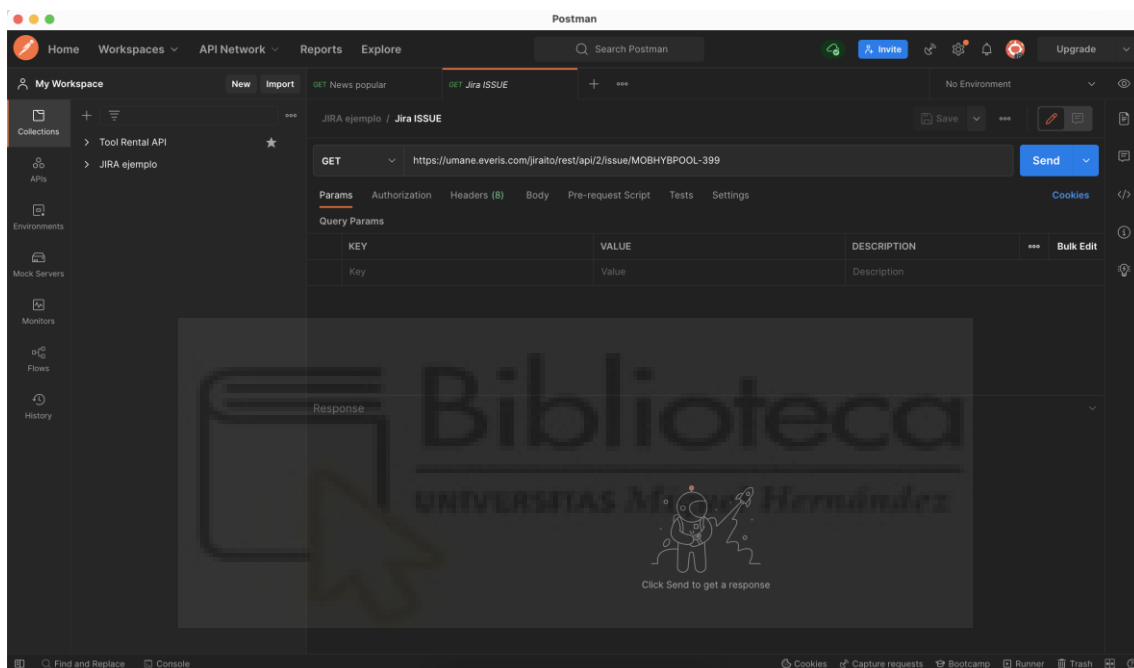 Postman
Home Workspaces API Network Reports Explore Search Postman Invite Upgrade
My Workspace New Import GET News popular GET Jira ISSUE No Environment
Collections
APIs
Environments
Mock Servers
Monitors
Flows
History
Tool Rental API
JIRA ejemplo
JIRA ejemplo / Jira ISSUE Save
GET https://umane.everis.com/jiraito/rest/api/2/issue/MOBHYBPOOL-399 Send
Params Authorization Headers (8) Body Pre-request Script Tests Settings Cookies
Query Params
KEY VALUE DESCRIPTION Bulk Edit
Key Value Description
Response
Biblioteca
UNIVERSITAS Miguel Hernández
Click Send to get a response
Find and Replace Console Cookies Capture requests Bootcamp Runner Trash